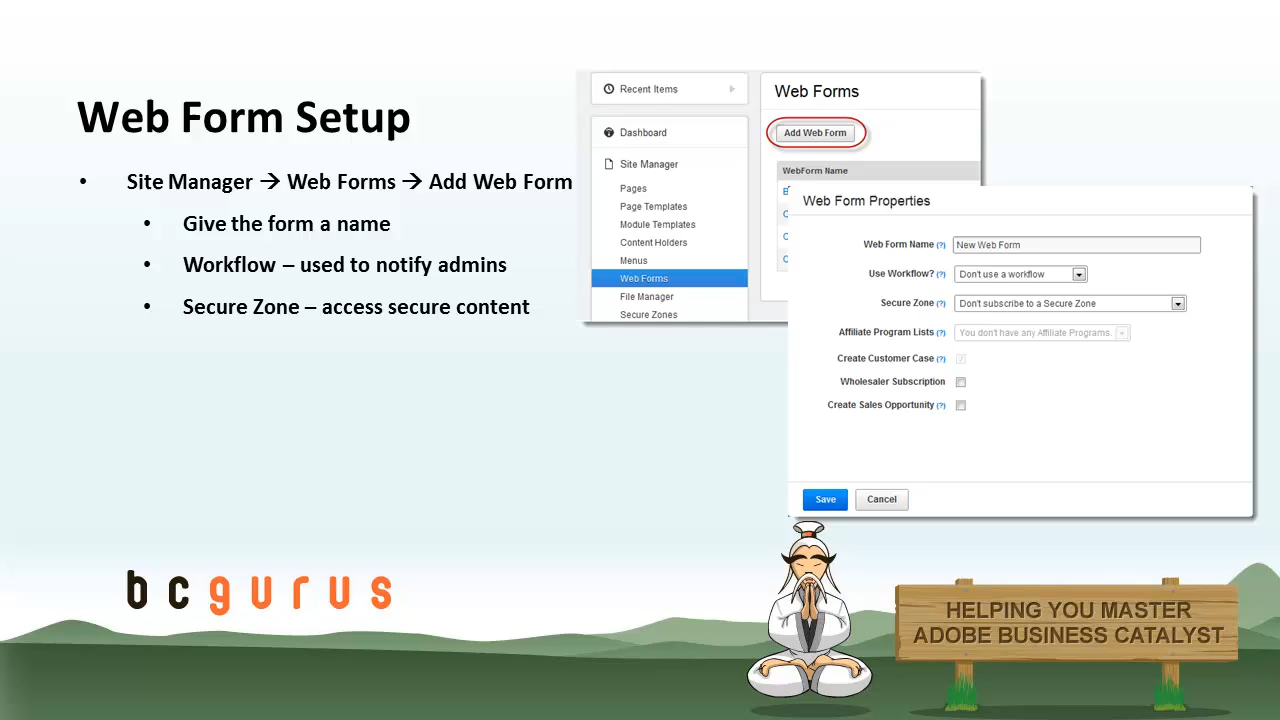 Web Form Setup
• Site Manager → Web Forms → Add Web Form
• Give the form a name
• Workflow – used to notify admins
• Secure Zone – access secure content
Recent Items
Dashboard
Site Manager
Pages
Page Templates
Module Templates
Content Holders
Menus
Web Forms
File Manager
Secure Zones
Web Forms
Add Web Form
WebForm Name
Web Form Properties
Web Form Name (?) New Web Form
Use Workflow? (?) Don't use a workflow
Secure Zone (?) Don't subscribe to a Secure Zone
Affiliate Program Lists (?) You don't have any Affiliate Programs.
Create Customer Case (?)
Wholesaler Subscription
Create Sales Opportunity (?)
Save Cancel
bcgurus
HELPING YOU MASTER
ADOBE BUSINESS CATALYST